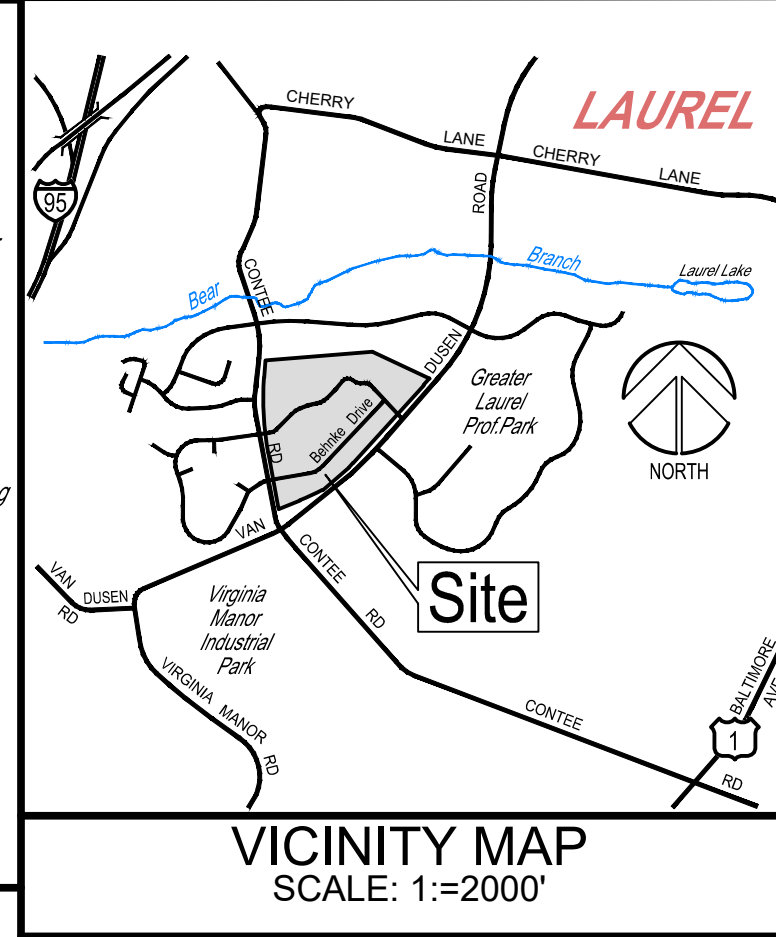 LAUREL
CHERRY
LANE
CHERRY
LANE
ROAD
95
CONTEE
Bear
Branch
Laurel Lake
DUSEN
Greater
Laurel
Prof.Park
Behnke Drive
RD
NORTH
g
VAN
CONTEE
RD
Site
VAN
DUSEN
RD
Virginia
Manor
Industrial
Park
VIRGINIA MANOR
RD
CONTEE
BALTIMORE
AVE
1
RD
VICINITY MAP
SCALE: 1:=2000'